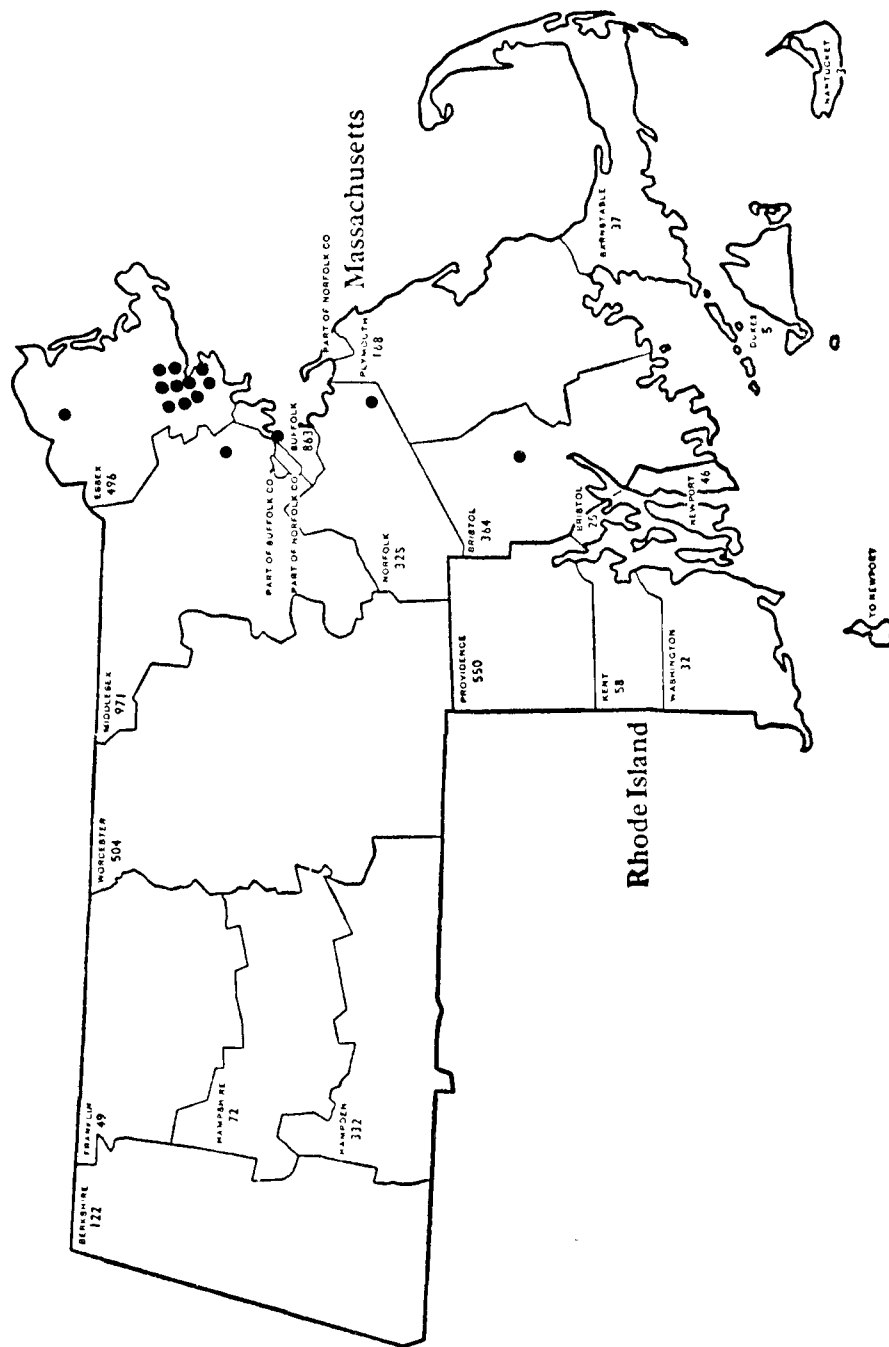 BERKSHIRE
122
FRANKLIN
49
HAMPSHIRE
72
HAMPDEN
332
WORCESTER
504
MIDDLESEX
971
ESSEX
496
PART OF SUFFOLK CO
PART OF NORFOLK CO
SUFFOLK
863
NORFOLK
325
PART OF NORFOLK CO
PLYMOUTH
168
Massachusetts
BRISTOL
364
BARNSTABLE
37
DUKES
5
NANTUCKET
3
PROVIDENCE
550
KENT
58
WASHINGTON
32
BRISTOL
NEWPORT
46
Rhode Island
TO NEWPORT